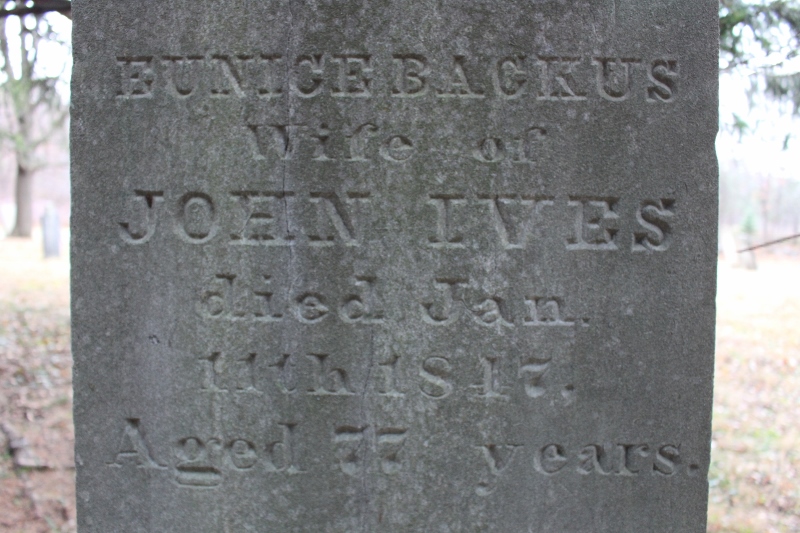 EUNICE BACKUS
Wife of
JOHN IVES
died Jan.
11th 1847.
Aged 77 years.